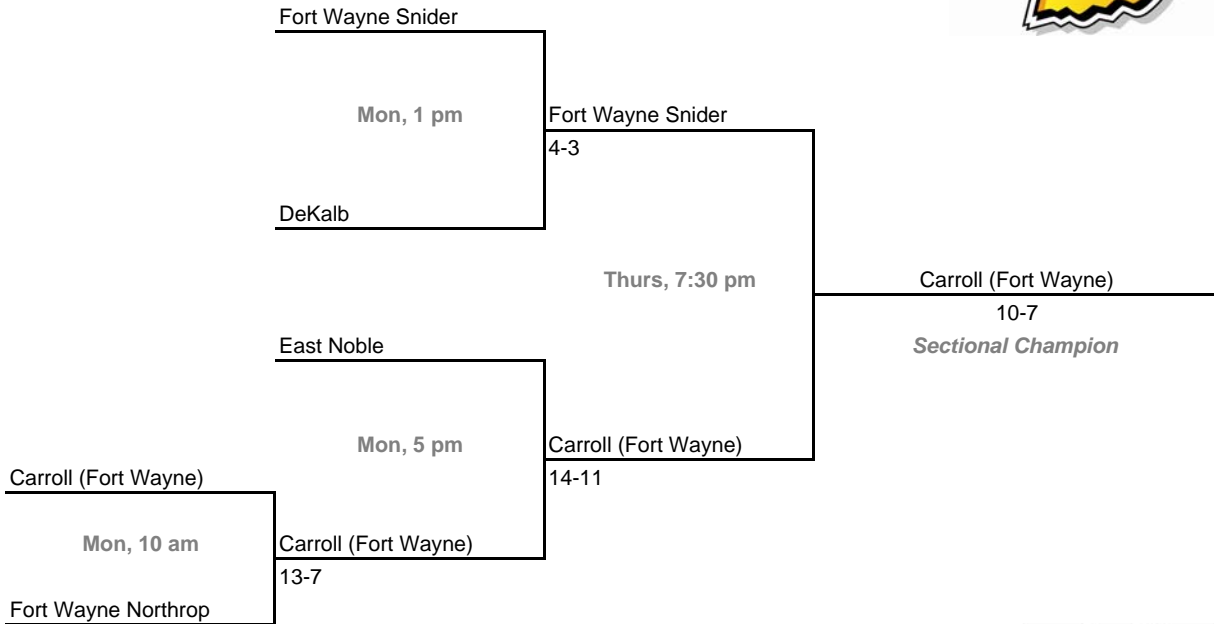 Fort Wayne Snider
Mon, 1 pm
Fort Wayne Snider
4-3
DeKalb
Thurs, 7:30 pm
Carroll (Fort Wayne)
10-7
Sectional Champion
East Noble
Mon, 5 pm
Carroll (Fort Wayne)
14-11
Carroll (Fort Wayne)
Mon, 10 am
Carroll (Fort Wayne)
13-7
Fort Wayne Northrop